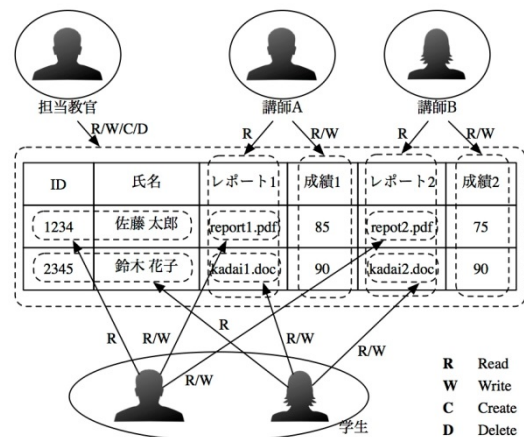 担当教官
講師A
講師B
R/W/C/D
R
R/W
R
R/W
ID 氏名 レポート1 成績1 レポート2 成績2
1234 佐藤 太郎 report1.pdf 85 repot2.pdf 75
2345 鈴木 花子 kadai1.doc 90 kadai2.doc 90
R
R/W
R
R/W
R/W
R/W
学生
R Read
W Write
C Create
D Delete